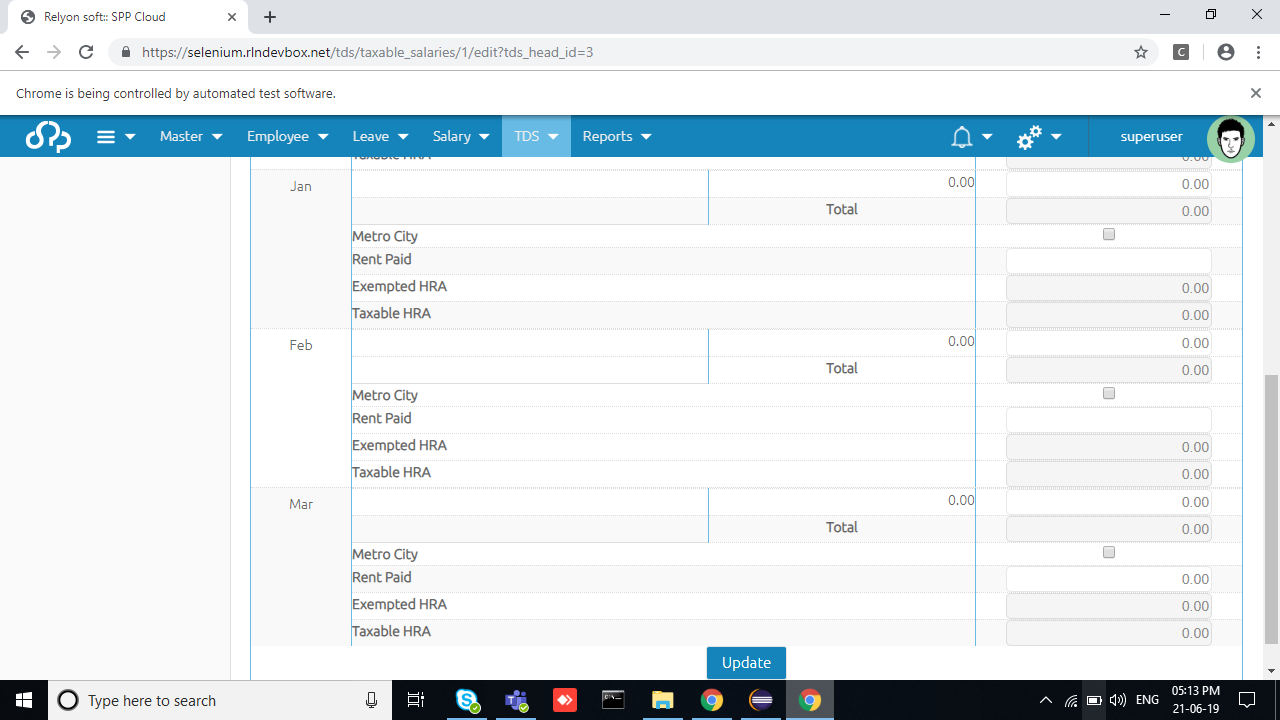 Relyon soft:: SPP Cloud
https://selenium.rlndevbox.net/tds/taxable_salaries/1/edit?tds_head_id=3
C
Chrome is being controlled by automated test software.
Master Employee Leave Salary TDS Reports superuser
Taxable HRA 0.00
Jan 0.00 0.00
Total 0.00
Metro City
Rent Paid
Exempted HRA 0.00
Taxable HRA 0.00
Feb 0.00 0.00
Total 0.00
Metro City
Rent Paid
Exempted HRA 0.00
Taxable HRA 0.00
Mar 0.00 0.00
Total 0.00
Metro City
Rent Paid 0.00
Exempted HRA 0.00
Taxable HRA 0.00
Update
Type here to search
ENG
05:13 PM
21-06-19